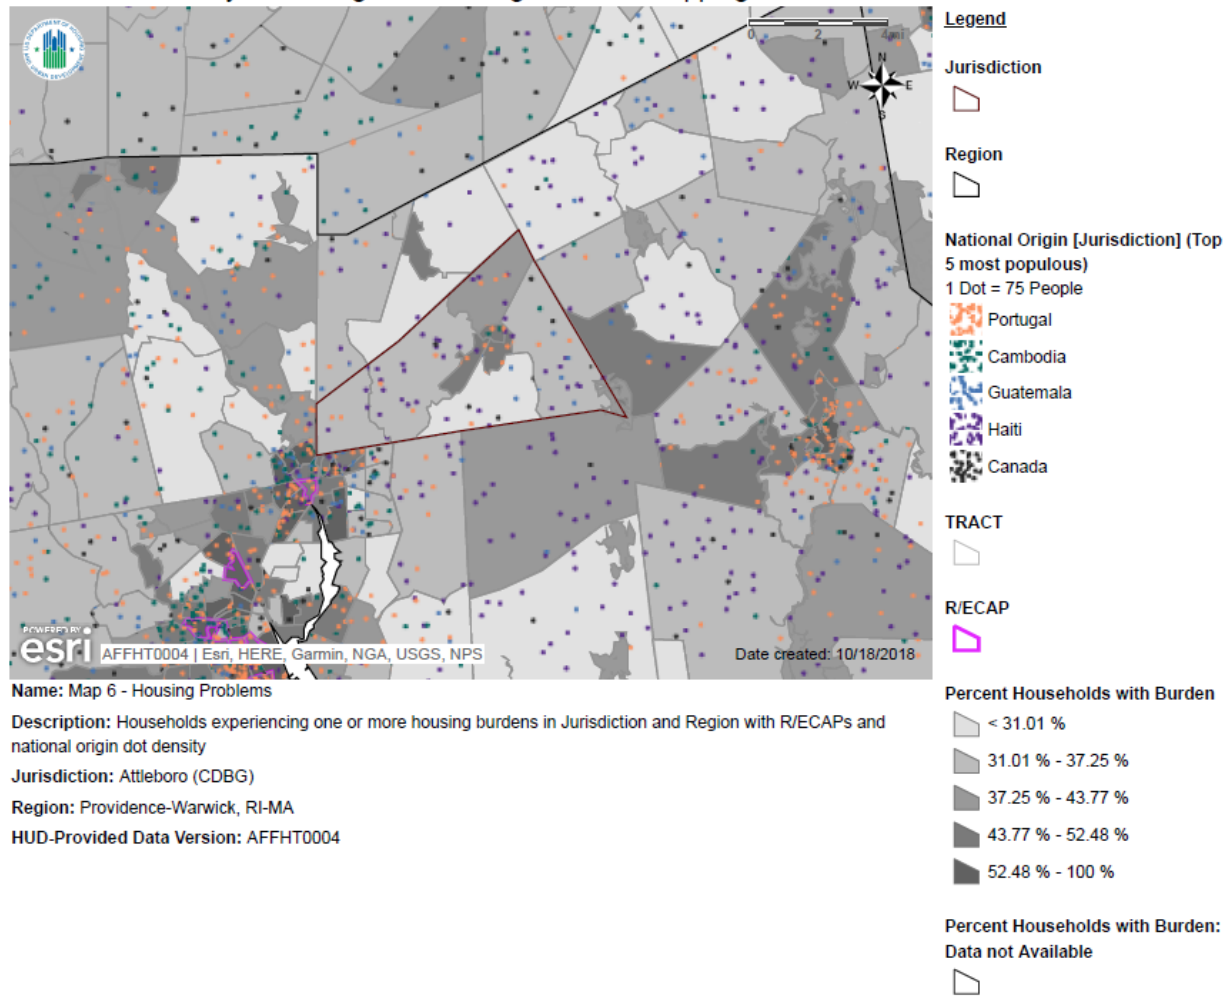 Legend
0 2 4mi
N
W E
S
Jurisdiction
Region
National Origin [Jurisdiction] (Top
5 most populous)
1 Dot = 75 People
Portugal
Cambodia
Guatemala
Haiti
Canada
TRACT
R/ECAP
Percent Households with Burden
< 31.01 %
31.01 % - 37.25 %
37.25 % - 43.77 %
43.77 % - 52.48 %
52.48 % - 100 %
Percent Households with Burden:
Data not Available
POWERED BY
esri
AFFHT0004 | Esri, HERE, Garmin, NGA, USGS, NPS
Date created: 10/18/2018
Name: Map 6 - Housing Problems
Description: Households experiencing one or more housing burdens in Jurisdiction and Region with R/ECAPs and
national origin dot density
Jurisdiction: Attleboro (CDBG)
Region: Providence-Warwick, RI-MA
HUD-Provided Data Version: AFFHT0004